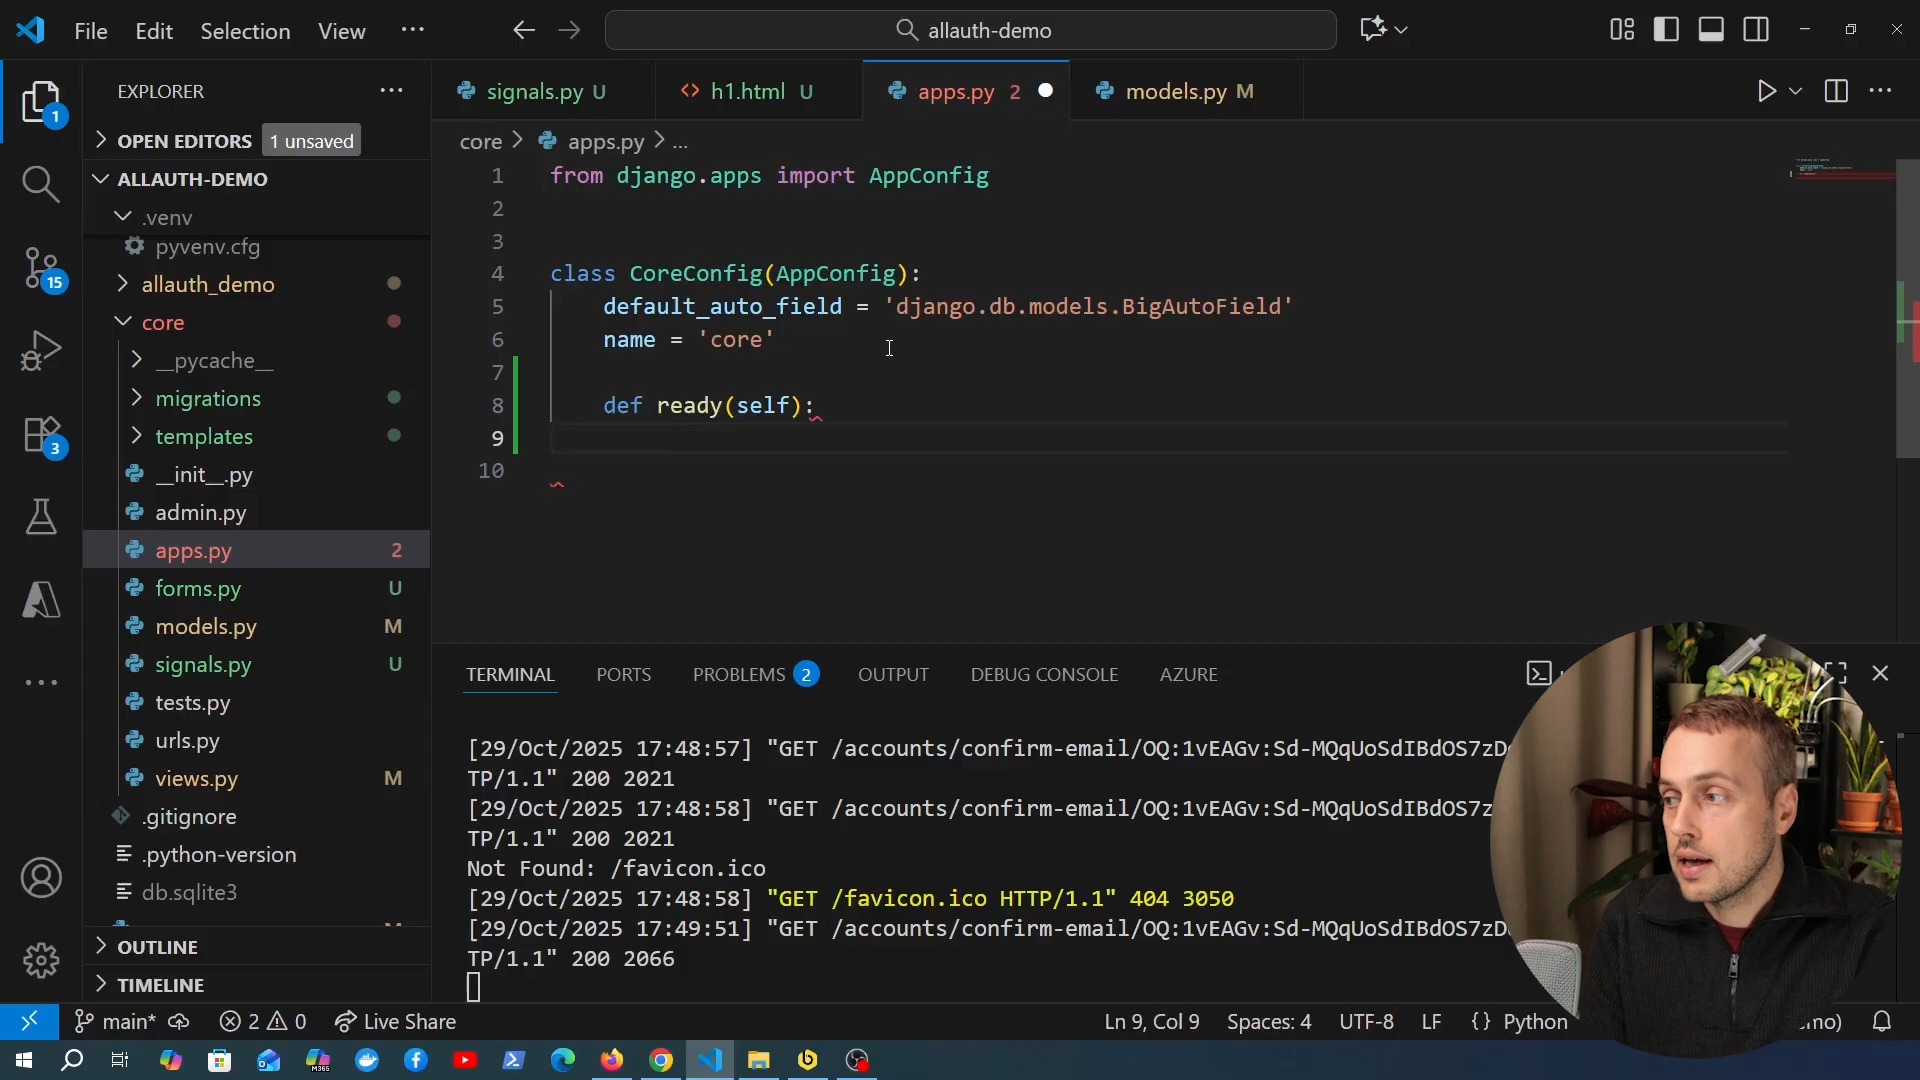 File Edit Selection View ···
allauth-demo
EXPLORER ···
OPEN EDITORS 1 unsaved
ALLAUTH-DEMO
.venv
pyvenv.cfg
allauth_demo
core
__pycache__
migrations
templates
__init__.py
admin.py
apps.py 2
forms.py U
models.py M
signals.py U
tests.py
urls.py
views.py M
.gitignore
.python-version
db.sqlite3
OUTLINE
TIMELINE
1
15
3
signals.py U h1.html U apps.py 2 models.py M
core > apps.py > ...
1 from django.apps import AppConfig
2
3
4 class CoreConfig(AppConfig):
5 default_auto_field = 'django.db.models.BigAutoField'
6 name = 'core'
7
8 def ready(self):
9
10
TERMINAL PORTS PROBLEMS 2 OUTPUT DEBUG CONSOLE AZURE
[29/Oct/2025 17:48:57] "GET /accounts/confirm-email/OQ:1vEAGv:Sd-MQqUoSdIBdOS7zD
TP/1.1" 200 2021
[29/Oct/2025 17:48:58] "GET /accounts/confirm-email/OQ:1vEAGv:Sd-MQqUoSdIBdOS7z
TP/1.1" 200 2021
Not Found: /favicon.ico
[29/Oct/2025 17:48:58] "GET /favicon.ico HTTP/1.1" 404 3050
[29/Oct/2025 17:49:51] "GET /accounts/confirm-email/OQ:1vEAGv:Sd-MQqUoSdIBdOS7zD
TP/1.1" 200 2066
main* 2 0 Live Share Ln 9, Col 9 Spaces: 4 UTF-8 LF {} Python mo)
M365